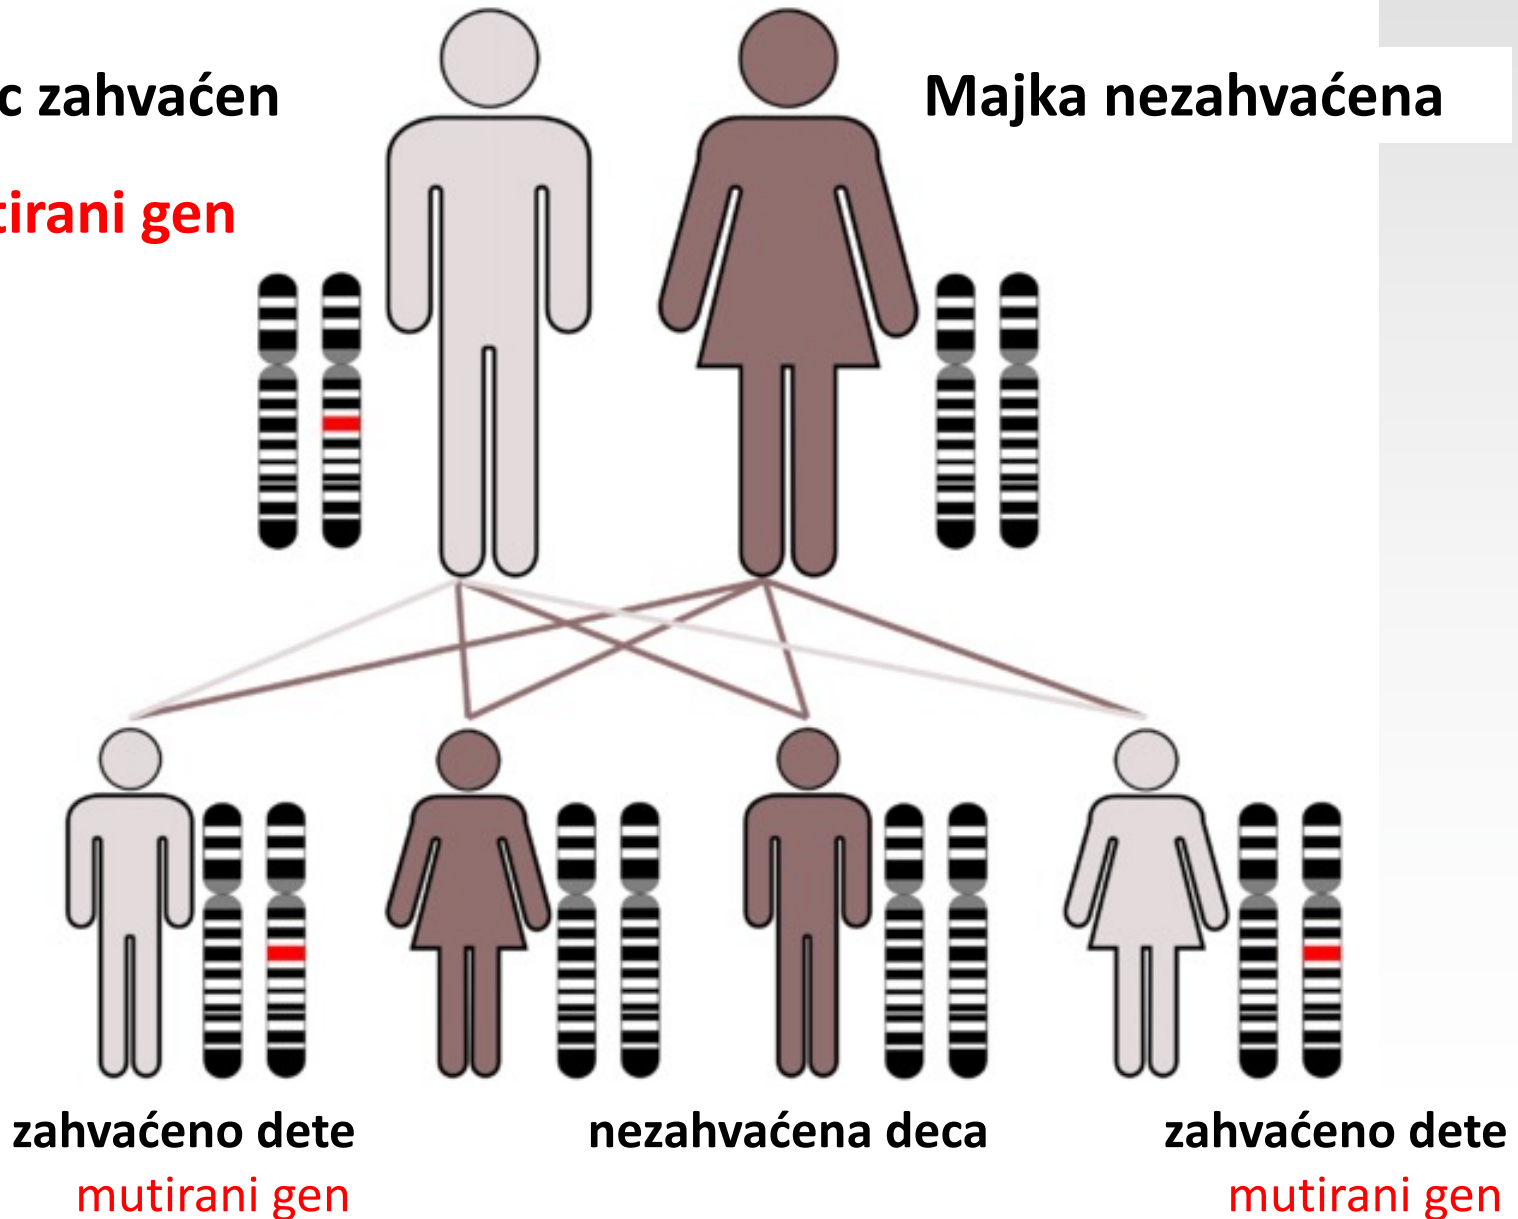 c zahvaćen
Majka nezahvaćena
tirani gen
zahvaćeno dete
nezahvaćena deca
zahvaćeno dete
mutirani gen
mutirani gen